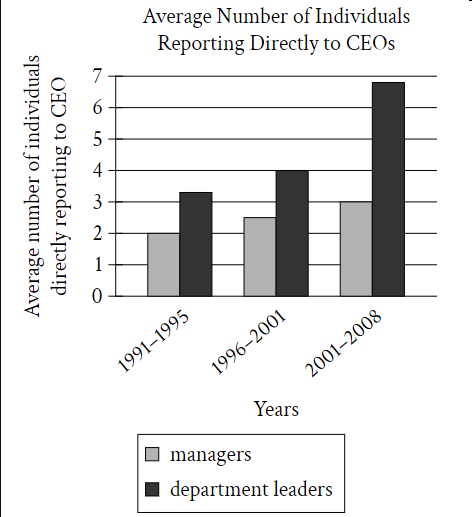 Average Number of Individuals
Reporting Directly to CEOs
Average number of individuals
directly reporting to CEO
7
6
5
4
3
2
1
0
1991–1995
1996–2001
2001–2008
Years
managers
department leaders